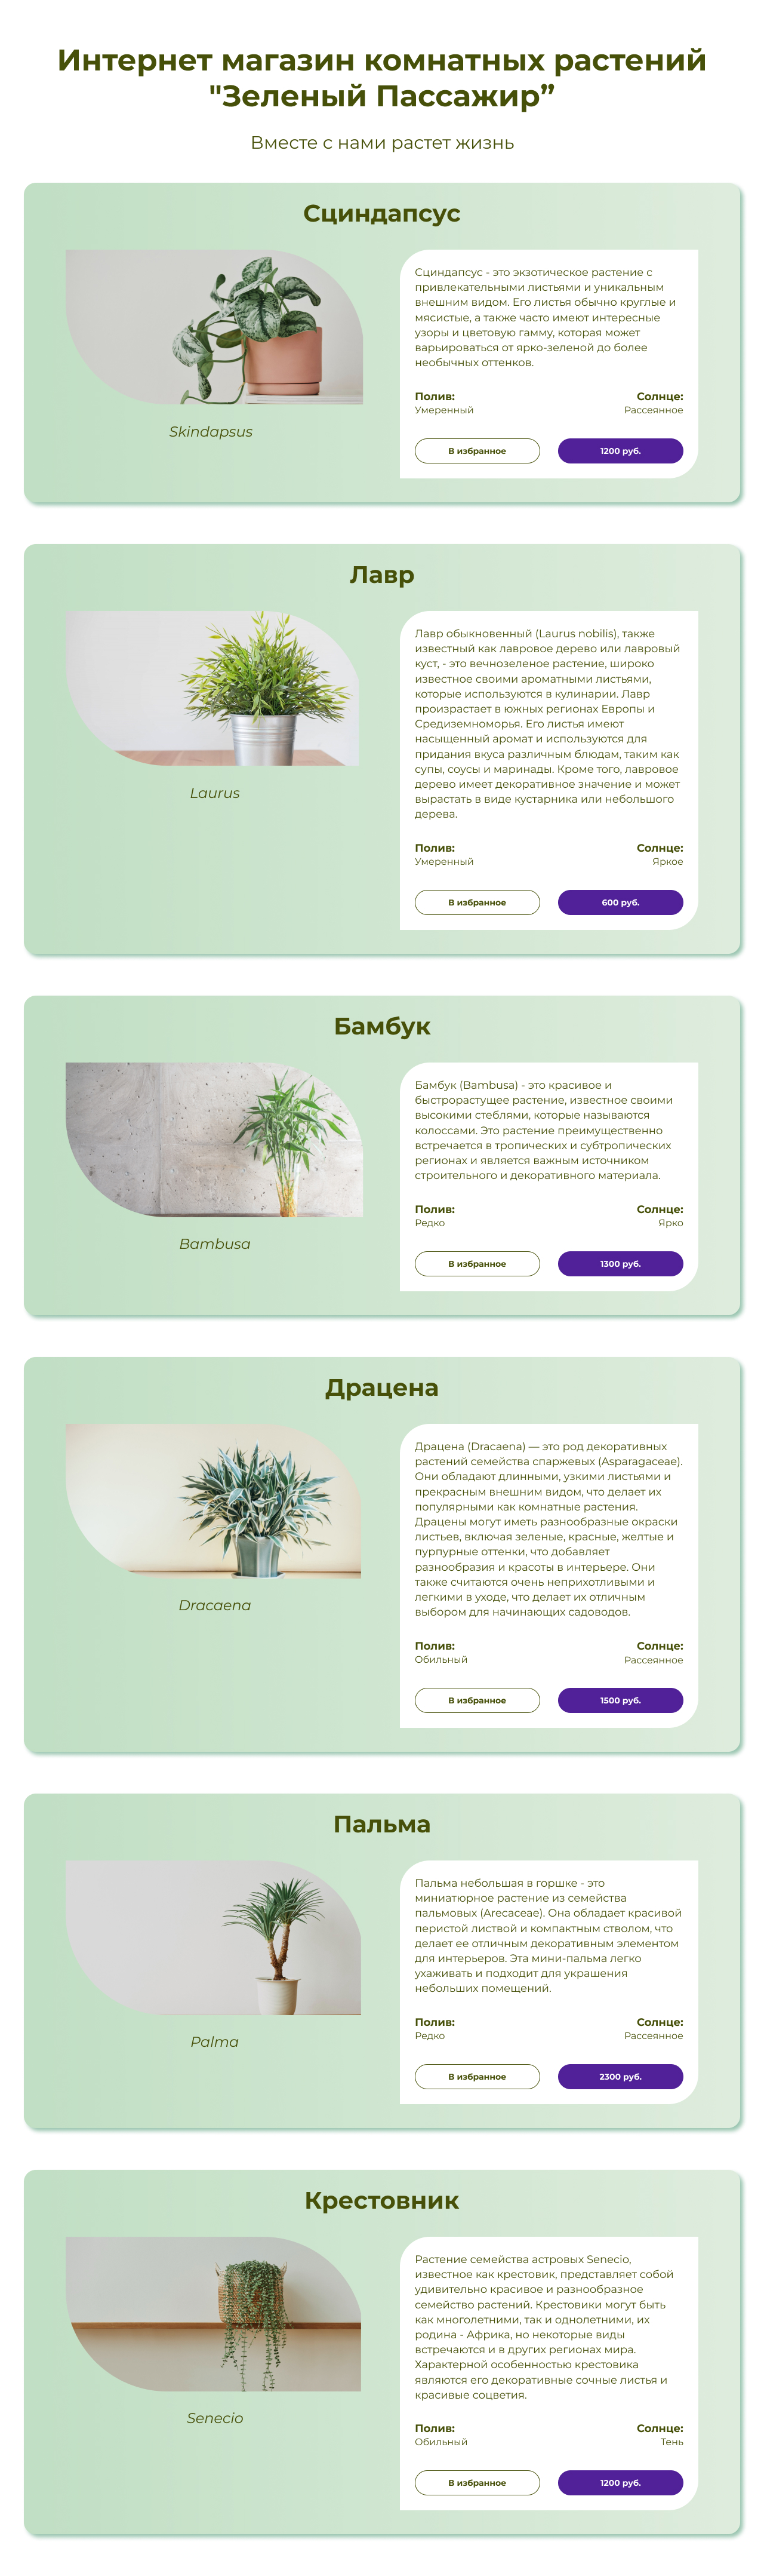 Интернет магазин комнатных растений
"Зеленый Пассажир”
Вместе с нами растет жизнь
Сциндапсус
Skindapsus
Сциндапсус - это экзотическое растение с
привлекательными листьями и уникальным
внешним видом. Его листья обычно круглые и
мясистые, а также часто имеют интересные
узоры и цветовую гамму, которая может
варьироваться от ярко-зеленой до более
необычных оттенков.
Полив:
Умеренный
Солнце:
Рассеянное
В избранное
1200 руб.
Лавр
Laurus
Лавр обыкновенный (Laurus nobilis), также
известный как лавровое дерево или лавровый
куст, - это вечнозеленое растение, широко
известное своими ароматными листьями,
которые используются в кулинарии. Лавр
произрастает в южных регионах Европы и
Средиземноморья. Его листья имеют
насыщенный аромат и используются для
придания вкуса различным блюдам, таким как
супы, соусы и маринады. Кроме того, лавровое
дерево имеет декоративное значение и может
вырастать в виде кустарника или небольшого
дерева.
Полив:
Умеренный
Солнце:
Яркое
В избранное
600 руб.
Бамбук
Bambusa
Бамбук (Bambusa) - это красивое и
быстрорастущее растение, известное своими
высокими стеблями, которые называются
колоссами. Это растение преимущественно
встречается в тропических и субтропических
регионах и является важным источником
строительного и декоративного материала.
Полив:
Редко
Солнце:
Ярко
В избранное
1300 руб.
Драцена
Dracaena
Драцена (Dracaena) — это род декоративных
растений семейства спаржевых (Asparagaceae).
Они обладают длинными, узкими листьями и
прекрасным внешним видом, что делает их
популярными как комнатные растения.
Драцены могут иметь разнообразные окраски
листьев, включая зеленые, красные, желтые и
пурпурные оттенки, что добавляет
разнообразия и красоты в интерьере. Они
также считаются очень неприхотливыми и
легкими в уходе, что делает их отличным
выбором для начинающих садоводов.
Полив:
Обильный
Солнце:
Рассеянное
В избранное
1500 руб.
Пальма
Palma
Пальма небольшая в горшке - это
миниатюрное растение из семейства
пальмовых (Arecaceae). Она обладает красивой
перистой листвой и компактным стволом, что
делает ее отличным декоративным элементом
для интерьеров. Эта мини-пальма легко
ухаживать и подходит для украшения
небольших помещений.
Полив:
Редко
Солнце:
Рассеянное
В избранное
2300 руб.
Крестовник
Senecio
Растение семейства астровых Senecio,
известное как крестовик, представляет собой
удивительно красивое и разнообразное
семейство растений. Крестовики могут быть
как многолетними, так и однолетними, их
родина - Африка, но некоторые виды
встречаются и в других регионах мира.
Характерной особенностью крестовика
являются его декоративные сочные листья и
красивые соцветия.
Полив:
Обильный
Солнце:
Тень
В избранное
1200 руб.